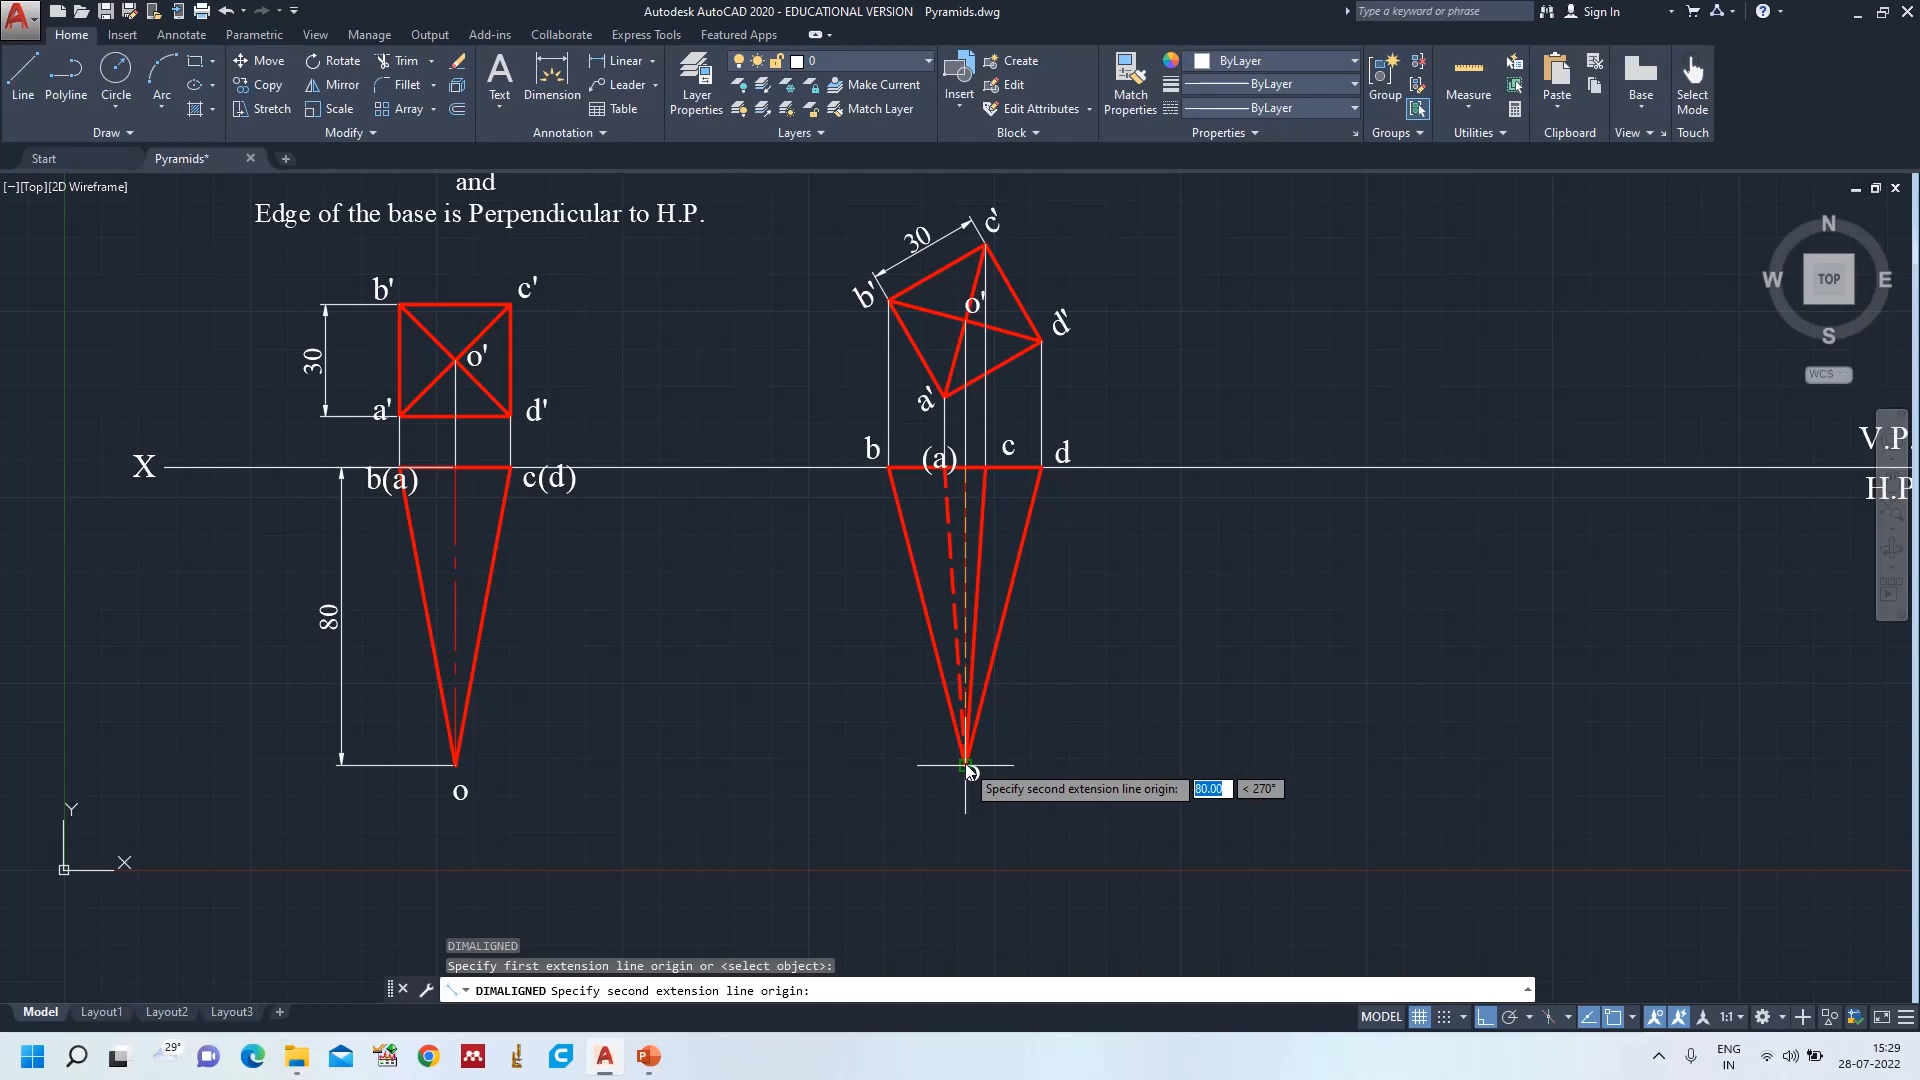 Autodesk AutoCAD 2020 - EDUCATIONAL VERSION Pyramids.dwg
Type a keyword or phrase
Sign In
Home Insert Annotate Parametric View Manage Output Add-ins Collaborate Express Tools Featured Apps
Line Polyline Circle Arc
Move Rotate Trim
Copy Mirror Fillet
Stretch Scale Array
Text Dimension
Linear
Leader
Table
Layer Properties
0
Make Current
Match Layer
Insert
Create
Edit
Edit Attributes
Match Properties
ByLayer
ByLayer
ByLayer
Group
Measure
Paste
Base
Select Mode
Draw Modify Annotation Layers Block Properties Groups Utilities Clipboard View Touch
Start Pyramids*
[−][Top][2D Wireframe]
and
Edge of the base is Perpendicular to H.P.
N
W TOP E
S
WCS
b' c'
30
o'
a' d'
30
c'
b'
o'
d'
a'
X
b (a) c d
V.P.
H.P
b(a) c(d)
80
o
Specify second extension line origin: 80.00 < 270°
Y
X
DIMALIGNED
Specify first extension line origin or <select object>:
DIMALIGNED Specify second extension line origin:
Model Layout1 Layout2 Layout3
MODEL 1:1
29°
ENG
IN
15:29
28-07-2022